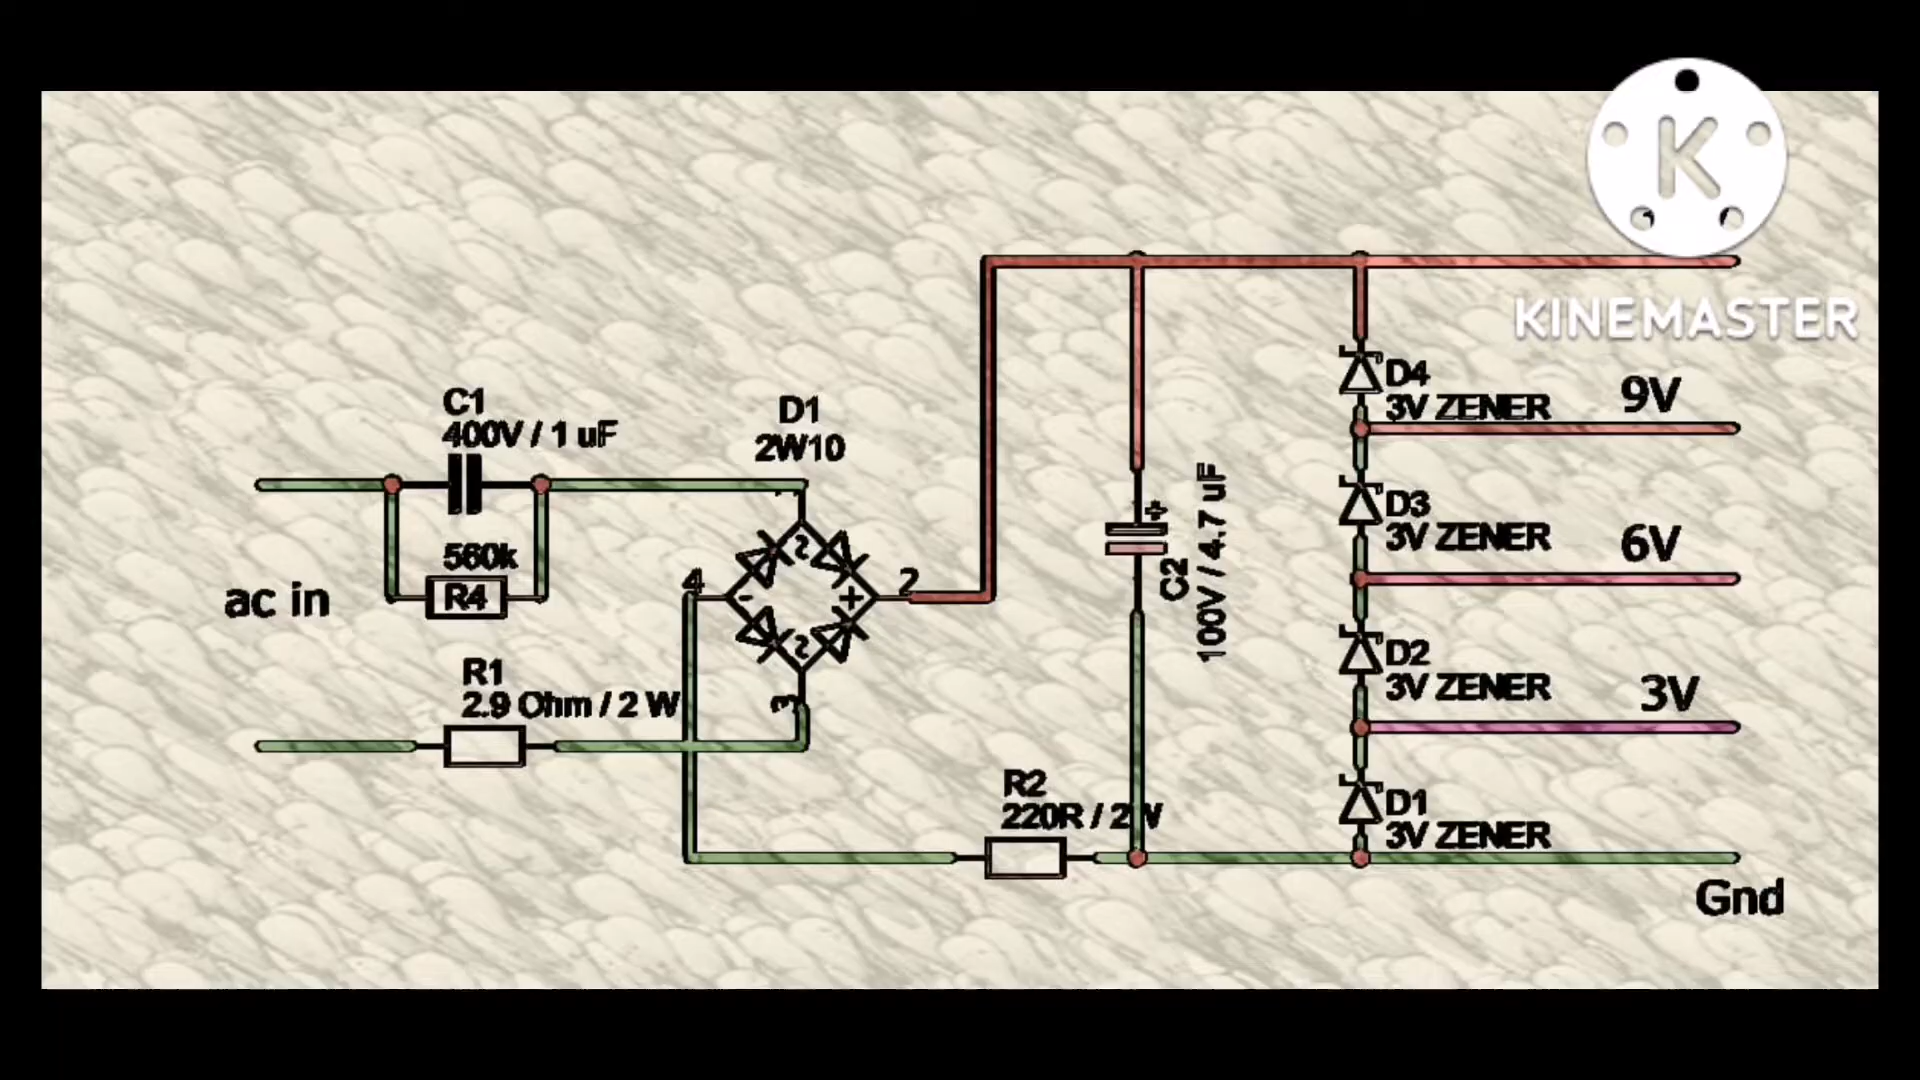 K
KINEMASTER
C1
400V / 1 uF
560k
R4
ac in
R1
2.9 Ohm / 2 W
D1
2W10
1
2
3
4
-
+
R2
220R / 2W
+
C2
100V / 4.7 uF
D4
3V ZENER
9V
D3
3V ZENER
6V
D2
3V ZENER
3V
D1
3V ZENER
Gnd